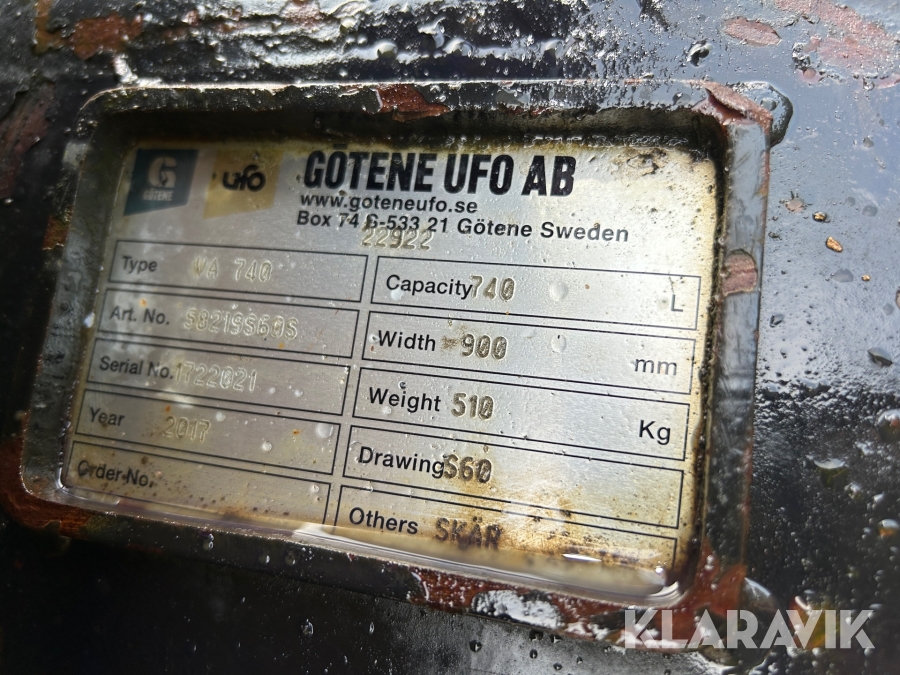 G
GÖTENE
ufo
GÖTENE UFO AB
www.goteneufo.se
Box 74 S-533 21 Götene Sweden
22922
Type VA 740
Art. No. 58219S60S
Serial No. 1722021
Year 2017
Order No.
Capacity 740 L
Width 900 mm
Weight 510 Kg
Drawing S60
Others SKÄR
KLARAVIK